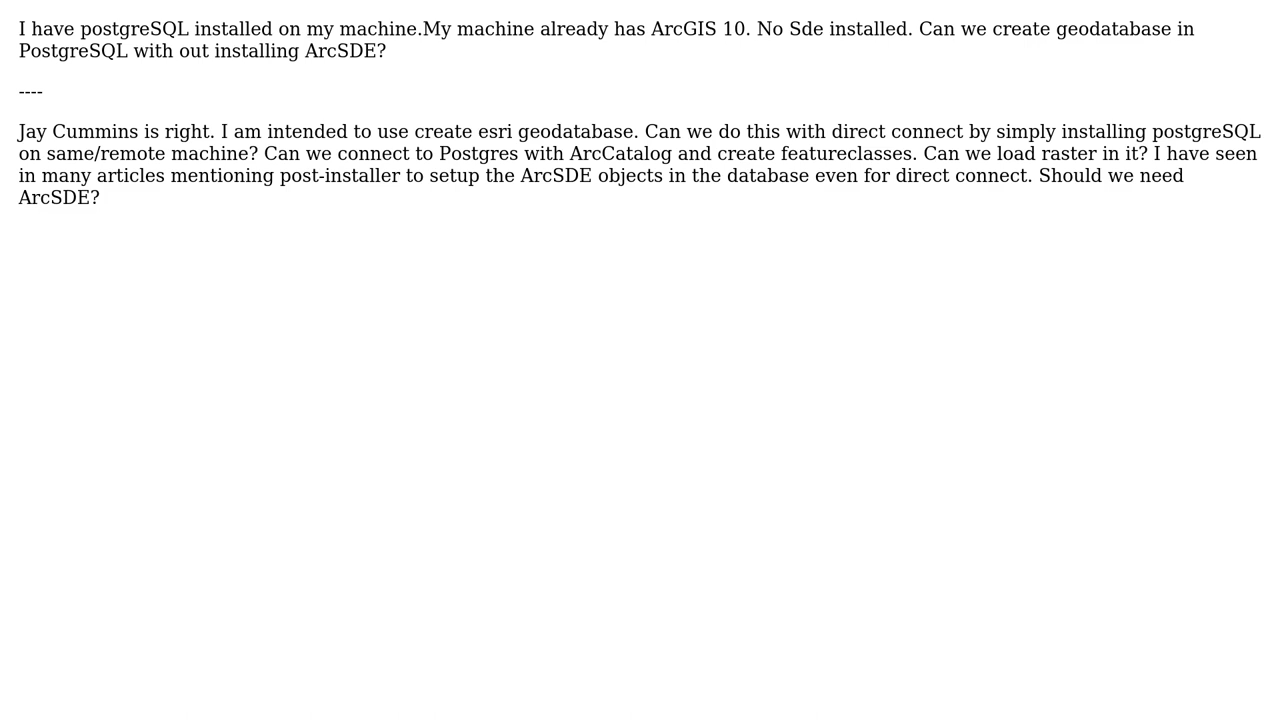 I have postgreSQL installed on my machine.My machine already has ArcGIS 10. No Sde installed. Can we create geodatabase in
PostgreSQL with out installing ArcSDE?
----
Jay Cummins is right. I am intended to use create esri geodatabase. Can we do this with direct connect by simply installing postgreSQL
on same/remote machine? Can we connect to Postgres with ArcCatalog and create featureclasses. Can we load raster in it? I have seen
in many articles mentioning post-installer to setup the ArcSDE objects in the database even for direct connect. Should we need
ArcSDE?